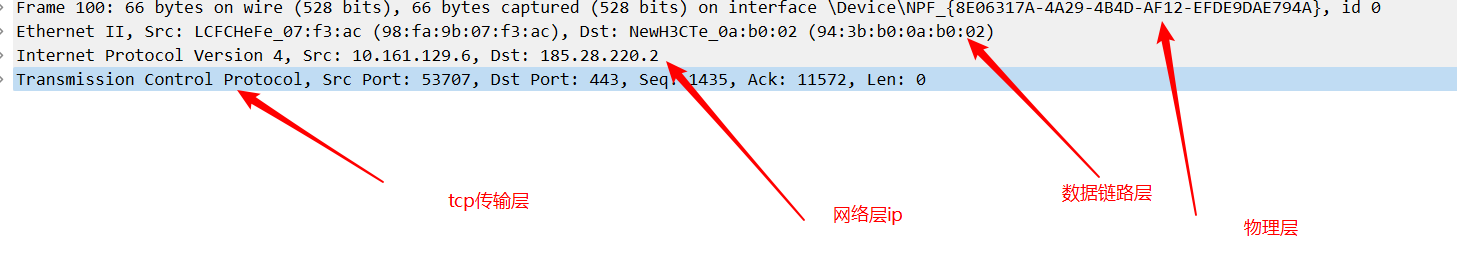 Frame 100: 66 bytes on wire (528 bits), 66 bytes captured (528 bits) on interface \Device\NPF_{8E06317A-4A29-4B4D-AF12-EFDE9DAE794A}, id 0
Ethernet II, Src: LCFCHeFe_07:f3:ac (98:fa:9b:07:f3:ac), Dst: NewH3CTe_0a:b0:02 (94:3b:b0:0a:b0:02)
Internet Protocol Version 4, Src: 10.161.129.6, Dst: 185.28.220.2
Transmission Control Protocol, Src Port: 53707, Dst Port: 443, Seq: 1435, Ack: 11572, Len: 0
tcp传输层
网络层ip
数据链路层
物理层